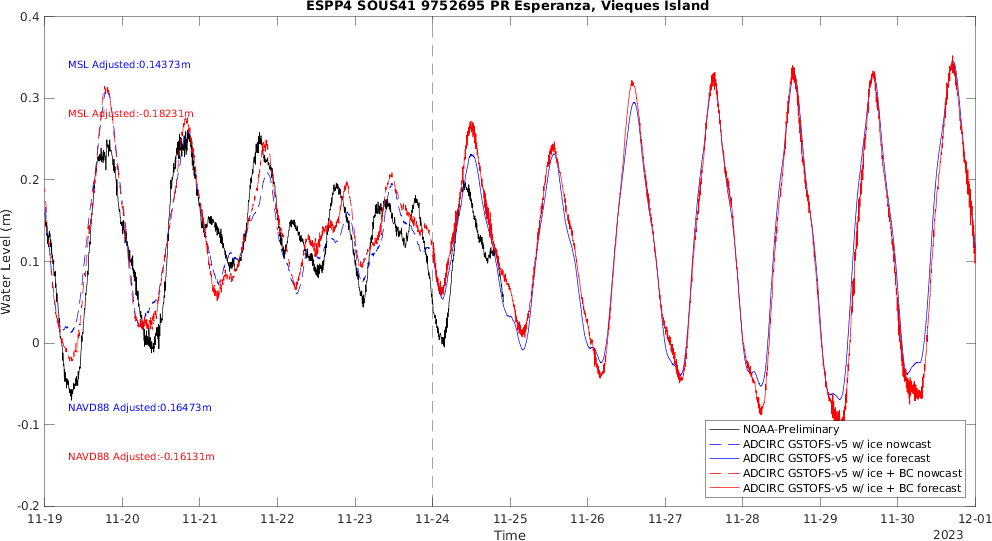 ESPP4 SOUS41 9752695 PR Esperanza, Vieques Island
0.4
MSL Adjusted:0.14373m
0.3
MSL Adjusted:-0.18231m
0.2
Water Level (m)
0.1
0
NAVD88 Adjusted:0.16473m
-0.1
NAVD88 Adjusted:-0.16131m
NOAA-Preliminary
ADCIRC GSTOFS-v5 w/ ice nowcast
ADCIRC GSTOFS-v5 w/ ice forecast
ADCIRC GSTOFS-v5 w/ ice + BC nowcast
ADCIRC GSTOFS-v5 w/ ice + BC forecast
-0.2
11-19 11-20 11-21 11-22 11-23 11-24 11-25 11-26 11-27 11-28 11-29 11-30 12-01
Time
2023